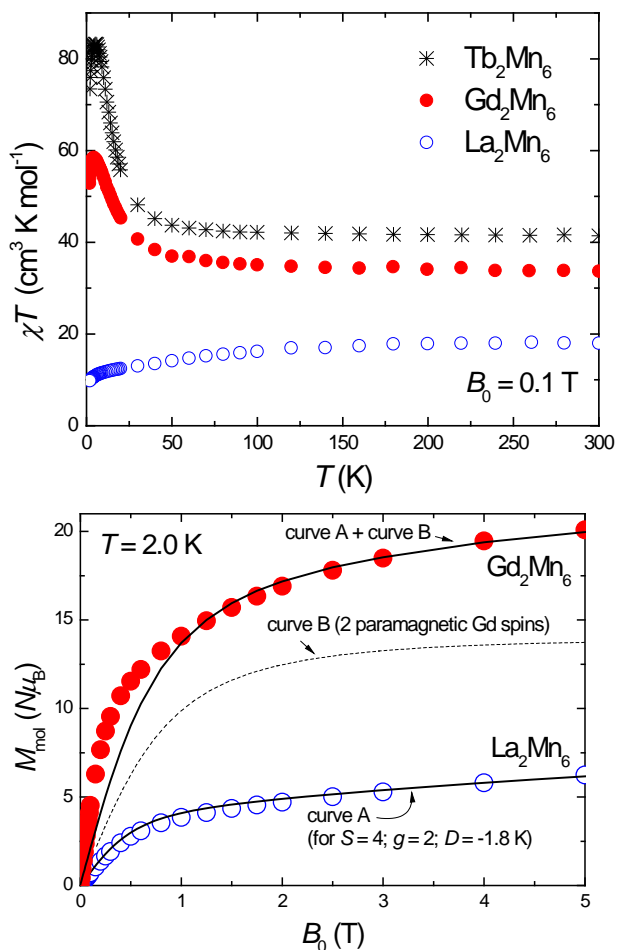 80
60
40
20
0
χT (cm³ K mol⁻¹)
Tb₂Mn₆
Gd₂Mn₆
La₂Mn₆
B₀ = 0.1 T
0 50 100 150 200 250 300
T (K)
20
15
10
5
0
M_mol (Nμ_B)
T = 2.0 K
curve A + curve B
Gd₂Mn₆
curve B (2 paramagnetic Gd spins)
La₂Mn₆
curve A
(for S = 4; g = 2; D = -1.8 K)
0 1 2 3 4 5
B₀ (T)